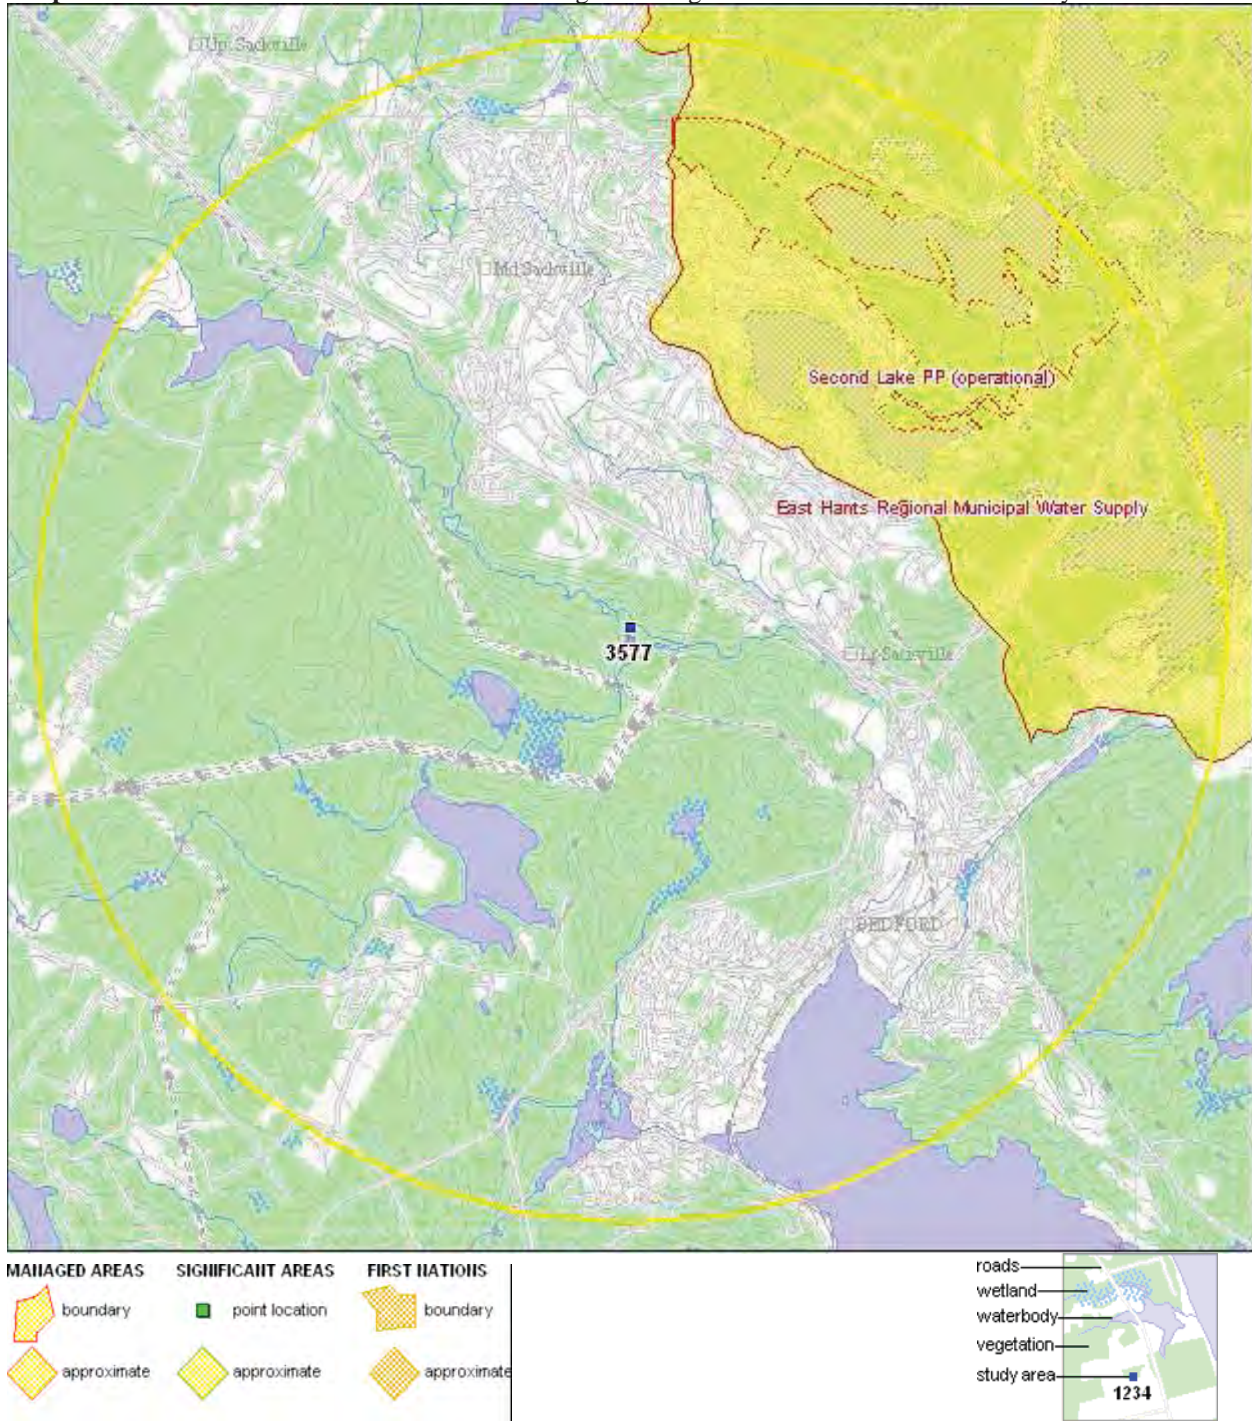 Up. Sackville
Mid Sackville
Second Lake PP (operational)
East Hants Regional Municipal Water Supply
3577
Lr Sackville
BEDFORD
MANAGED AREAS
SIGNIFICANT AREAS
FIRST NATIONS
boundary
point location
boundary
approximate
approximate
approximate
roads
wetland
waterbody
vegetation
study area
1234